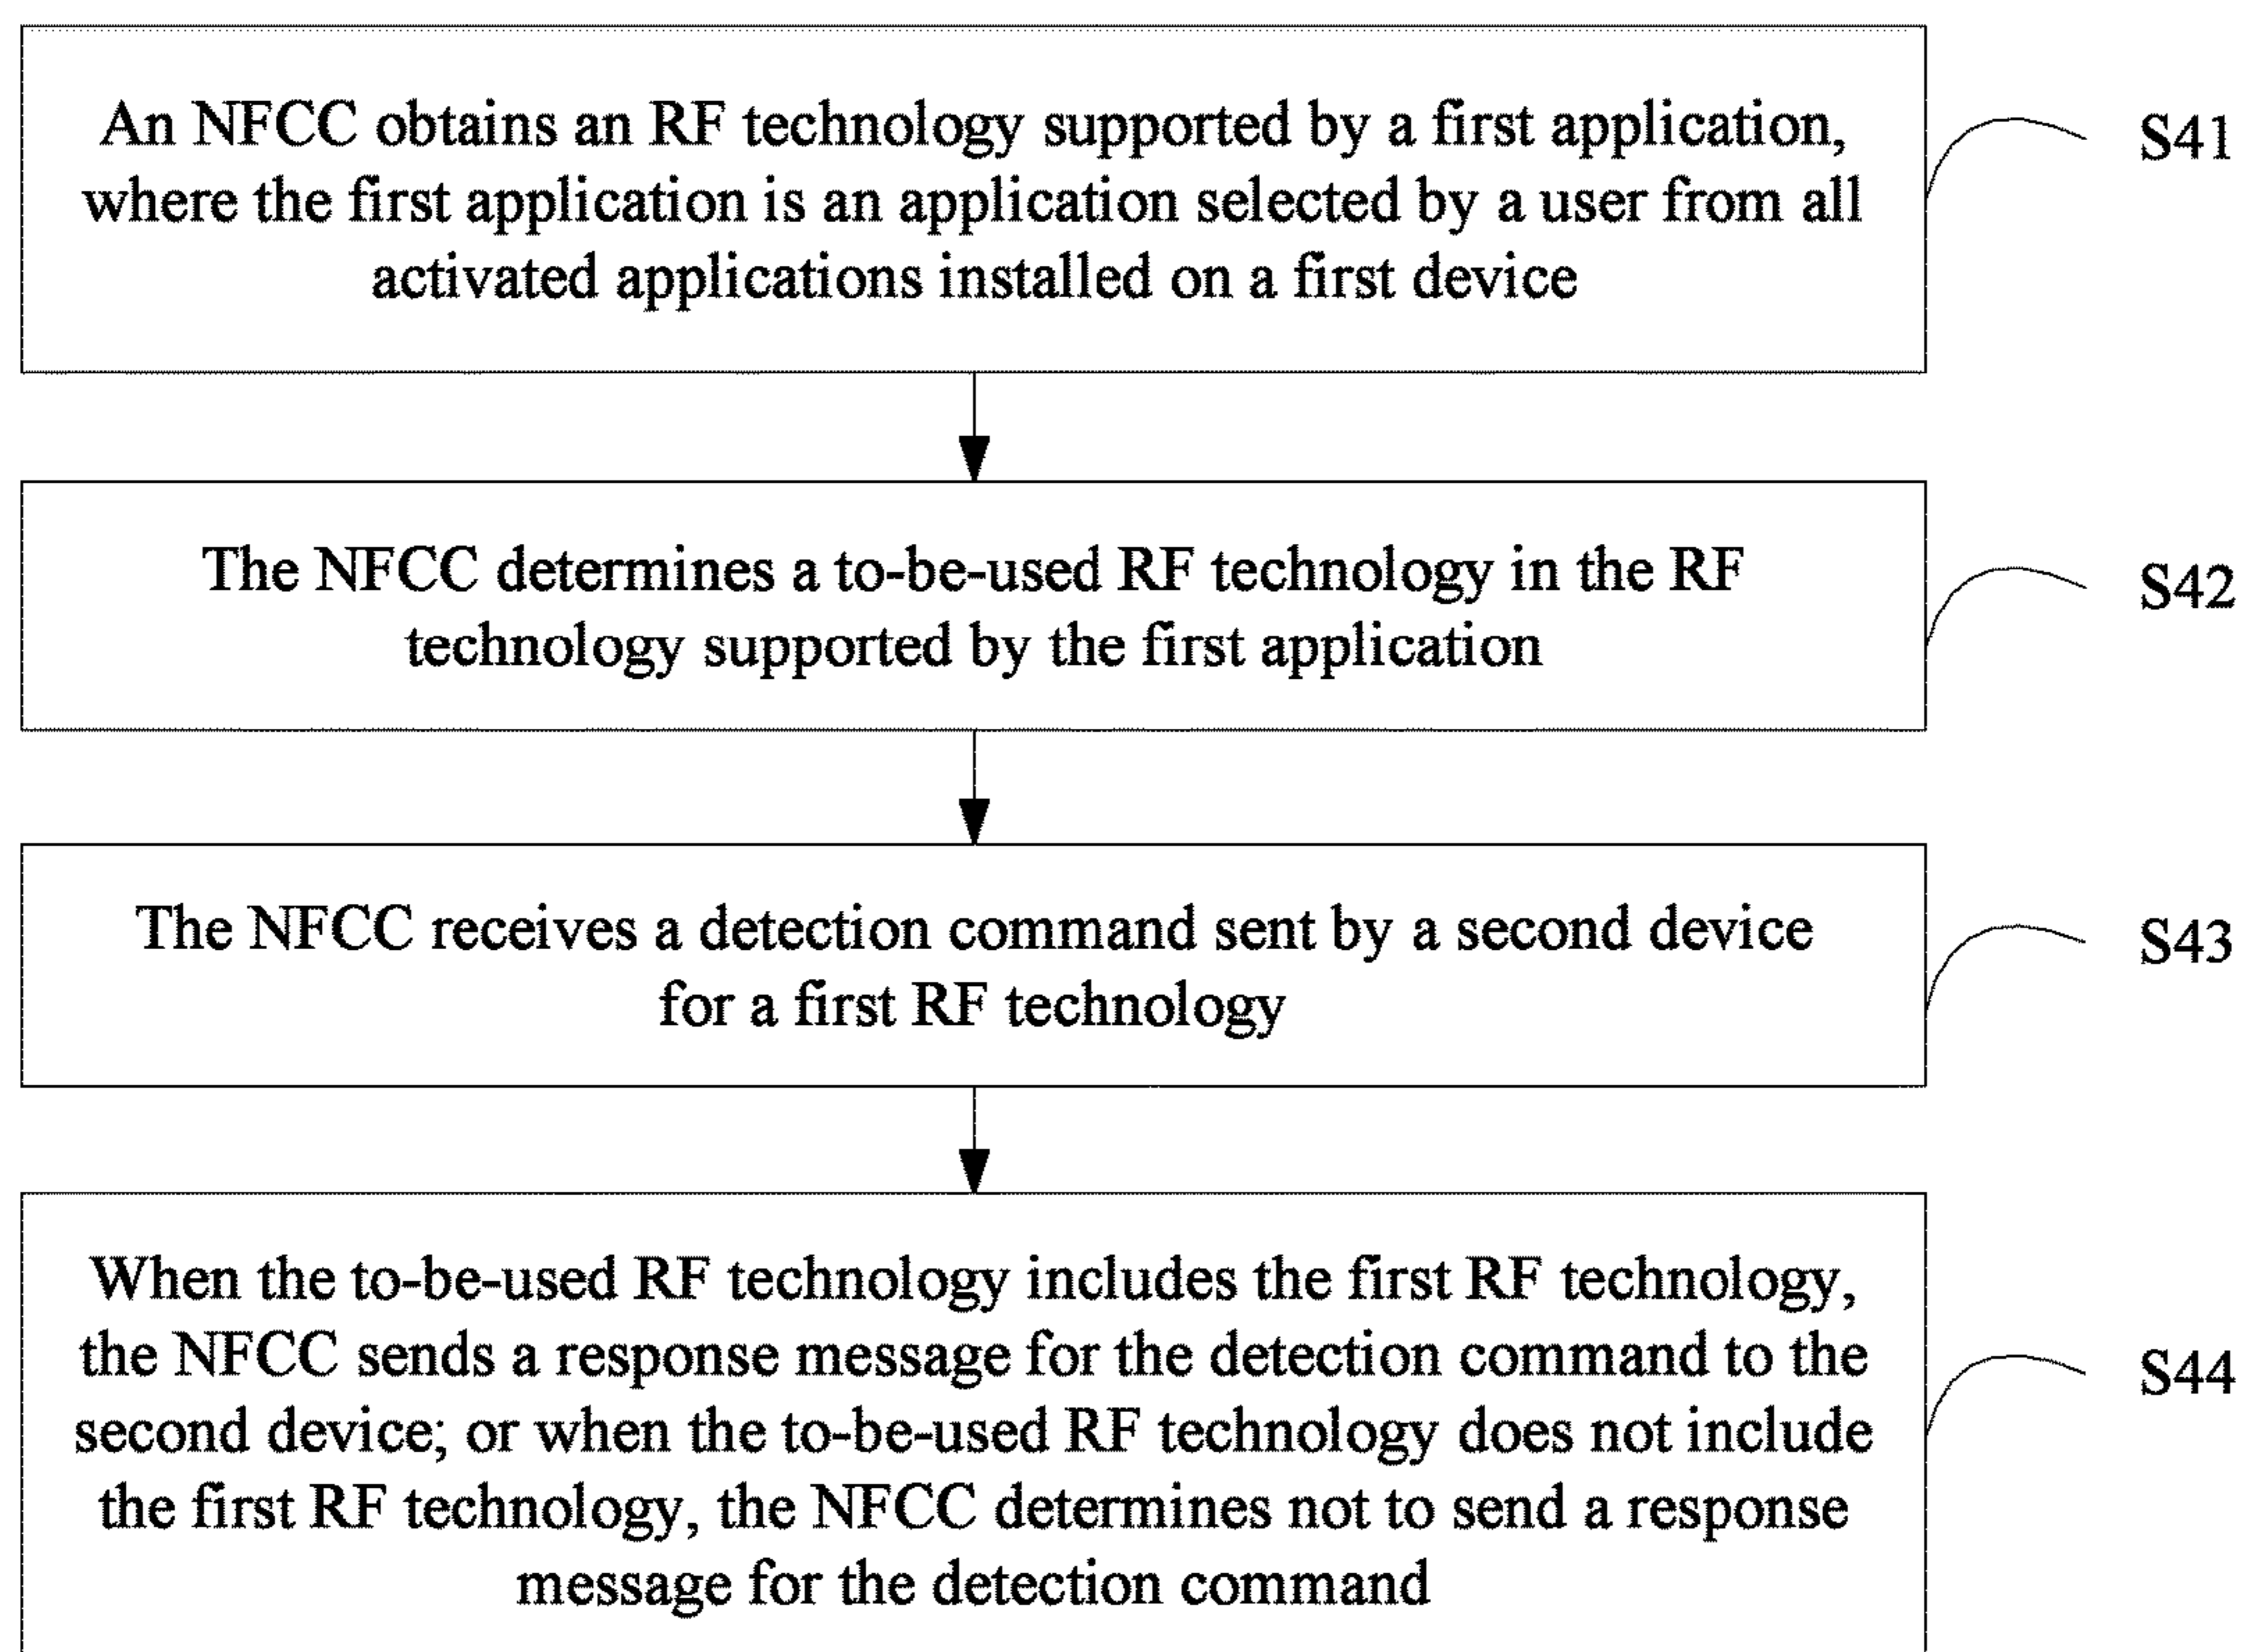 An NFCC obtains an RF technology supported by a first application,
where the first application is an application selected by a user from all
activated applications installed on a first device
S41
The NFCC determines a to-be-used RF technology in the RF
technology supported by the first application
S42
The NFCC receives a detection command sent by a second device
for a first RF technology
S43
When the to-be-used RF technology includes the first RF technology,
the NFCC sends a response message for the detection command to the
second device; or when the to-be-used RF technology does not include
the first RF technology, the NFCC determines not to send a response
message for the detection command
S44